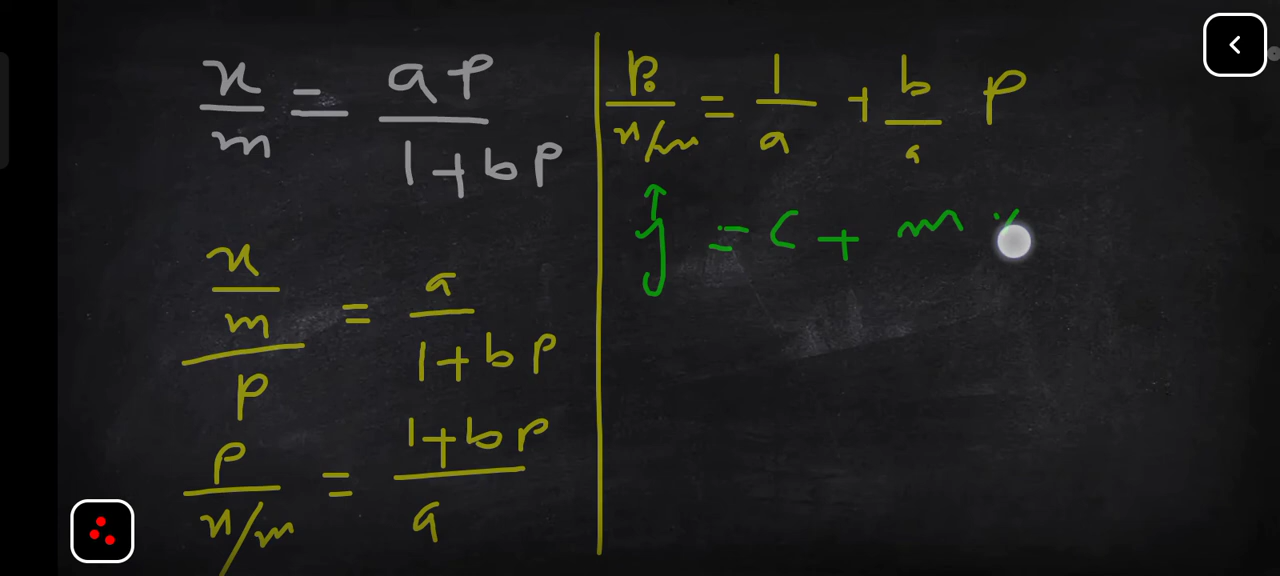 x/m = ap/(1+bp)
(x/m)/p = a/(1+bp)
p/(x/m) = (1+bp)/a
p/(x/m) = 1/a + b/a p
y = c + m x